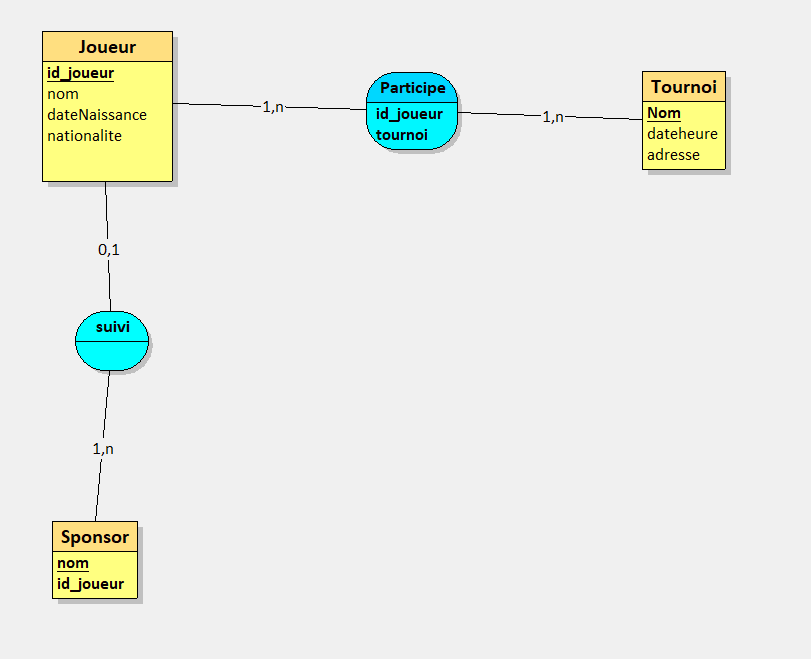 Joueur
id_joueur
nom
dateNaissance
nationalite
1,n
Participe
id_joueur
tournoi
1,n
Tournoi
Nom
dateheure
adresse
0,1
suivi
1,n
Sponsor
nom
id_joueur